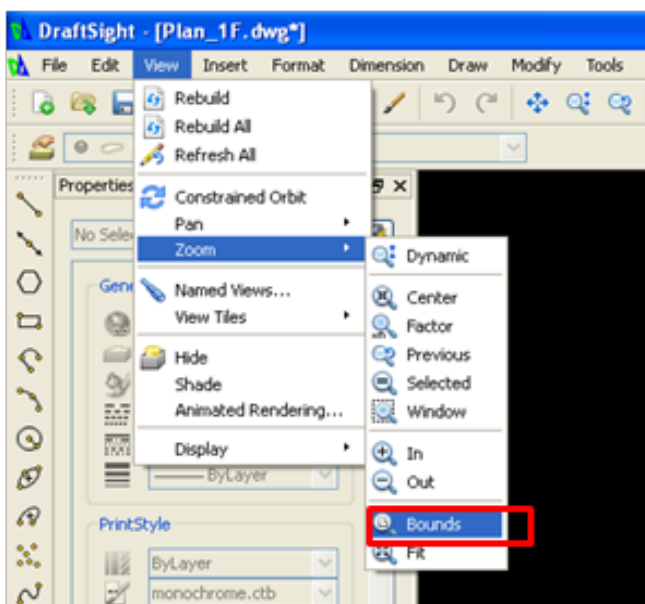 DraftSight - [Plan_1F.dwg*]
File Edit View Insert Format Dimension Draw Modify Tools
Rebuild
Rebuild All
Refresh All
Properties
Constrained Orbit
Pan
Zoom
Named Views...
View Tiles
Hide
Shade
Animated Rendering...
Display
Dynamic
Center
Factor
Previous
Selected
Window
In
Out
Bounds
Fit
No Sele
Gene
ByLayer
PrintStyle
ByLayer
monochrome.ctb